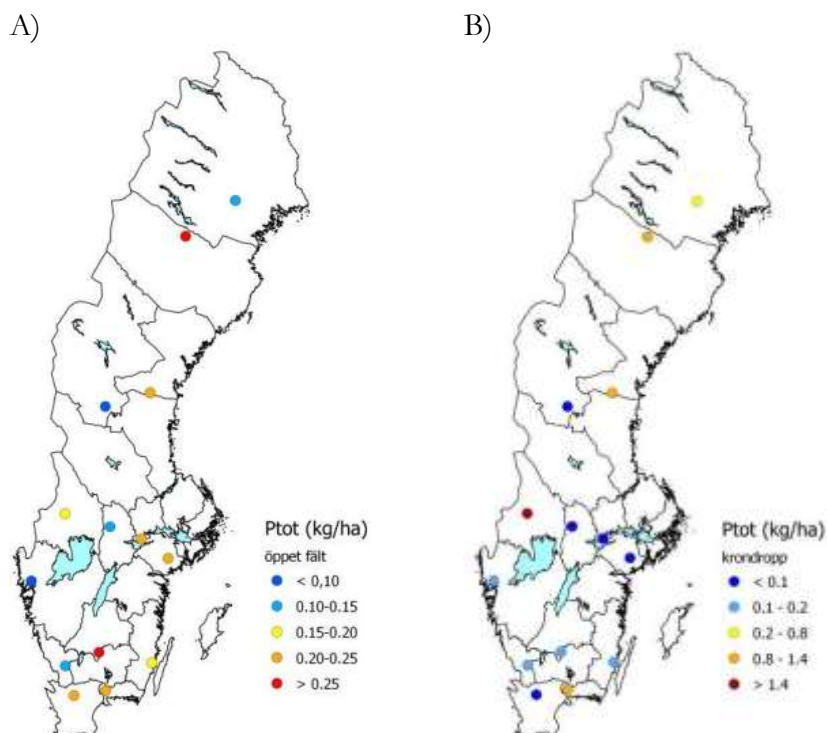 A)
B)
Ptot (kg/ha)
öppet fält
< 0,10
0.10-0.15
0.15-0.20
0.20-0.25
> 0.25
Ptot (kg/ha)
krondropp
< 0.1
0.1 - 0.2
0.2 - 0.8
0.8 - 1.4
> 1.4